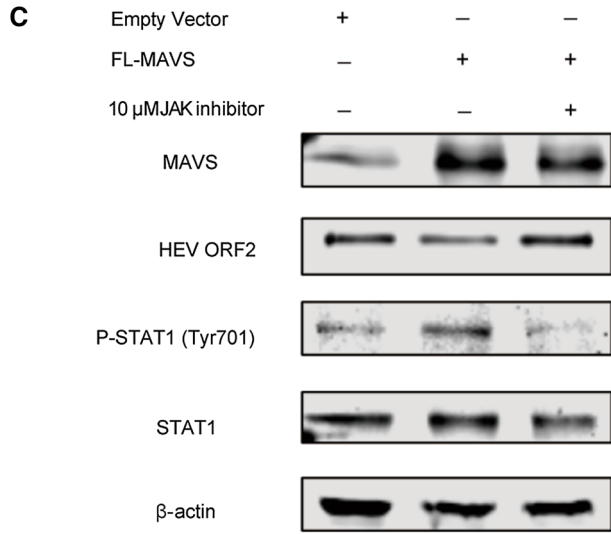 C
Empty Vector + – –
FL-MAVS – + +
10 µMJAK inhibitor – – +
MAVS
HEV ORF2
P-STAT1 (Tyr701)
STAT1
β-actin